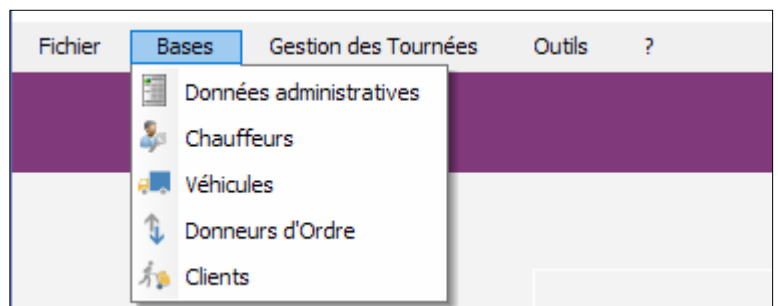 Fichier Bases Gestion des Tournées Outils ?
Données administratives
Chauffeurs
Véhicules
Donneurs d'Ordre
Clients